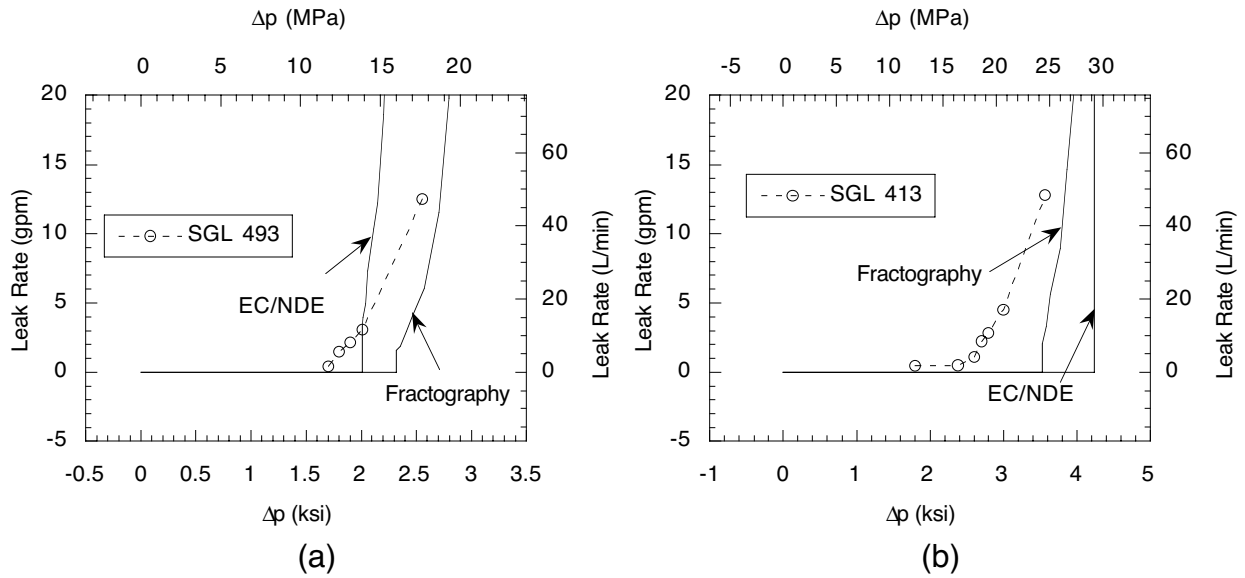 Δp (MPa)
0 5 10 15 20
20
15
10
5
0
-5
Leak Rate (gpm)
60
40
20
0
Leak Rate (L/min)
SGL 493
EC/NDE
Fractography
-0.5 0 0.5 1 1.5 2 2.5 3 3.5
Δp (ksi)
(a)
Δp (MPa)
-5 0 5 10 15 20 25 30
20
15
10
5
0
-5
Leak Rate (gpm)
60
40
20
0
Leak Rate (L/min)
SGL 413
Fractography
EC/NDE
-1 0 1 2 3 4 5
Δp (ksi)
(b)